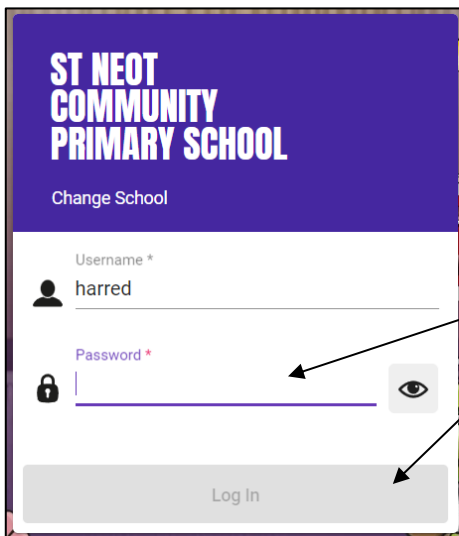 ST NEOT
COMMUNITY
PRIMARY SCHOOL
Change School
Username *
harred
Password *
Log In